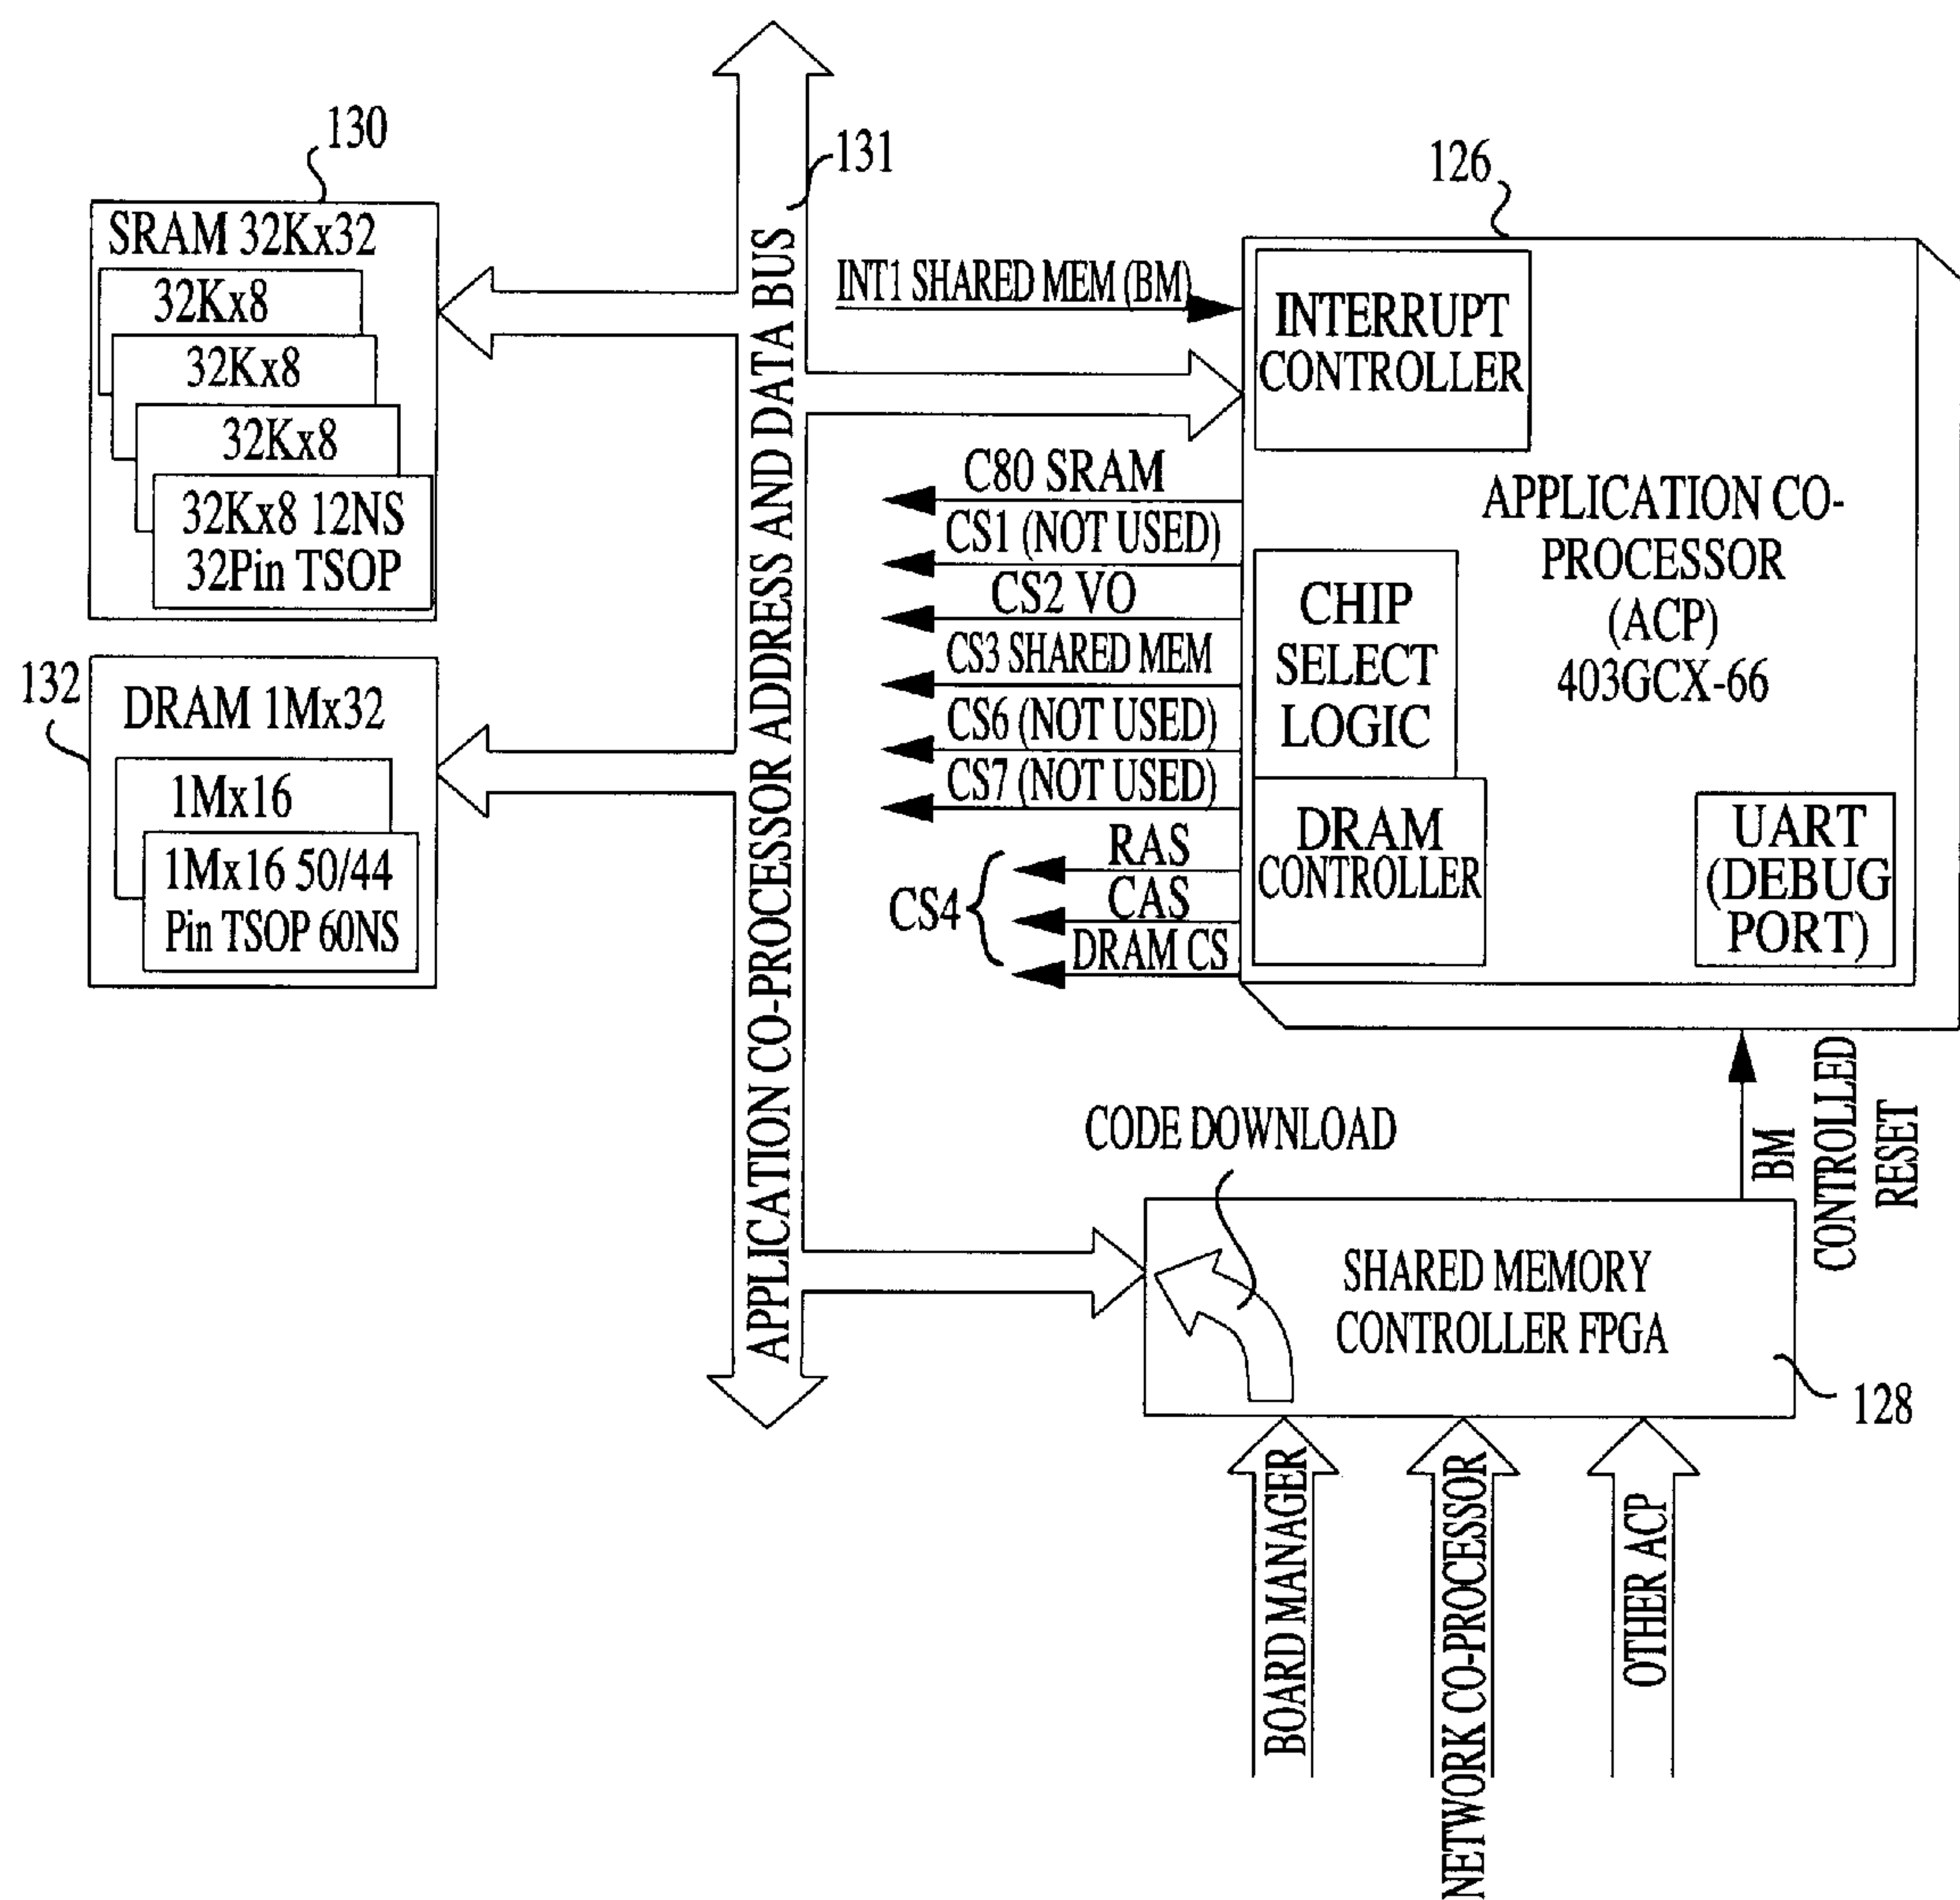 130
SRAM 32Kx32
32Kx8
32Kx8
32Kx8
32Kx8 12NS
32Pin TSOP
132
DRAM 1Mx32
1Mx16
1Mx16 50/44
Pin TSOP 60NS
131
APPLICATION CO-PROCESSOR ADDRESS AND DATA BUS
INT1 SHARED MEM (BM)
C80 SRAM
CS1 (NOT USED)
CS2 VO
CS3 SHARED MEM
CS6 (NOT USED)
CS7 (NOT USED)
CS4
RAS
CAS
DRAM CS
126
INTERRUPT
CONTROLLER
APPLICATION CO-
PROCESSOR
(ACP)
403GCX-66
CHIP
SELECT
LOGIC
DRAM
CONTROLLER
UART
(DEBUG
PORT)
BM
CONTROLLED
RESET
CODE DOWNLOAD
SHARED MEMORY
CONTROLLER FPGA
128
BOARD MANAGER
NETWORK CO-PROCESSOR
OTHER ACP